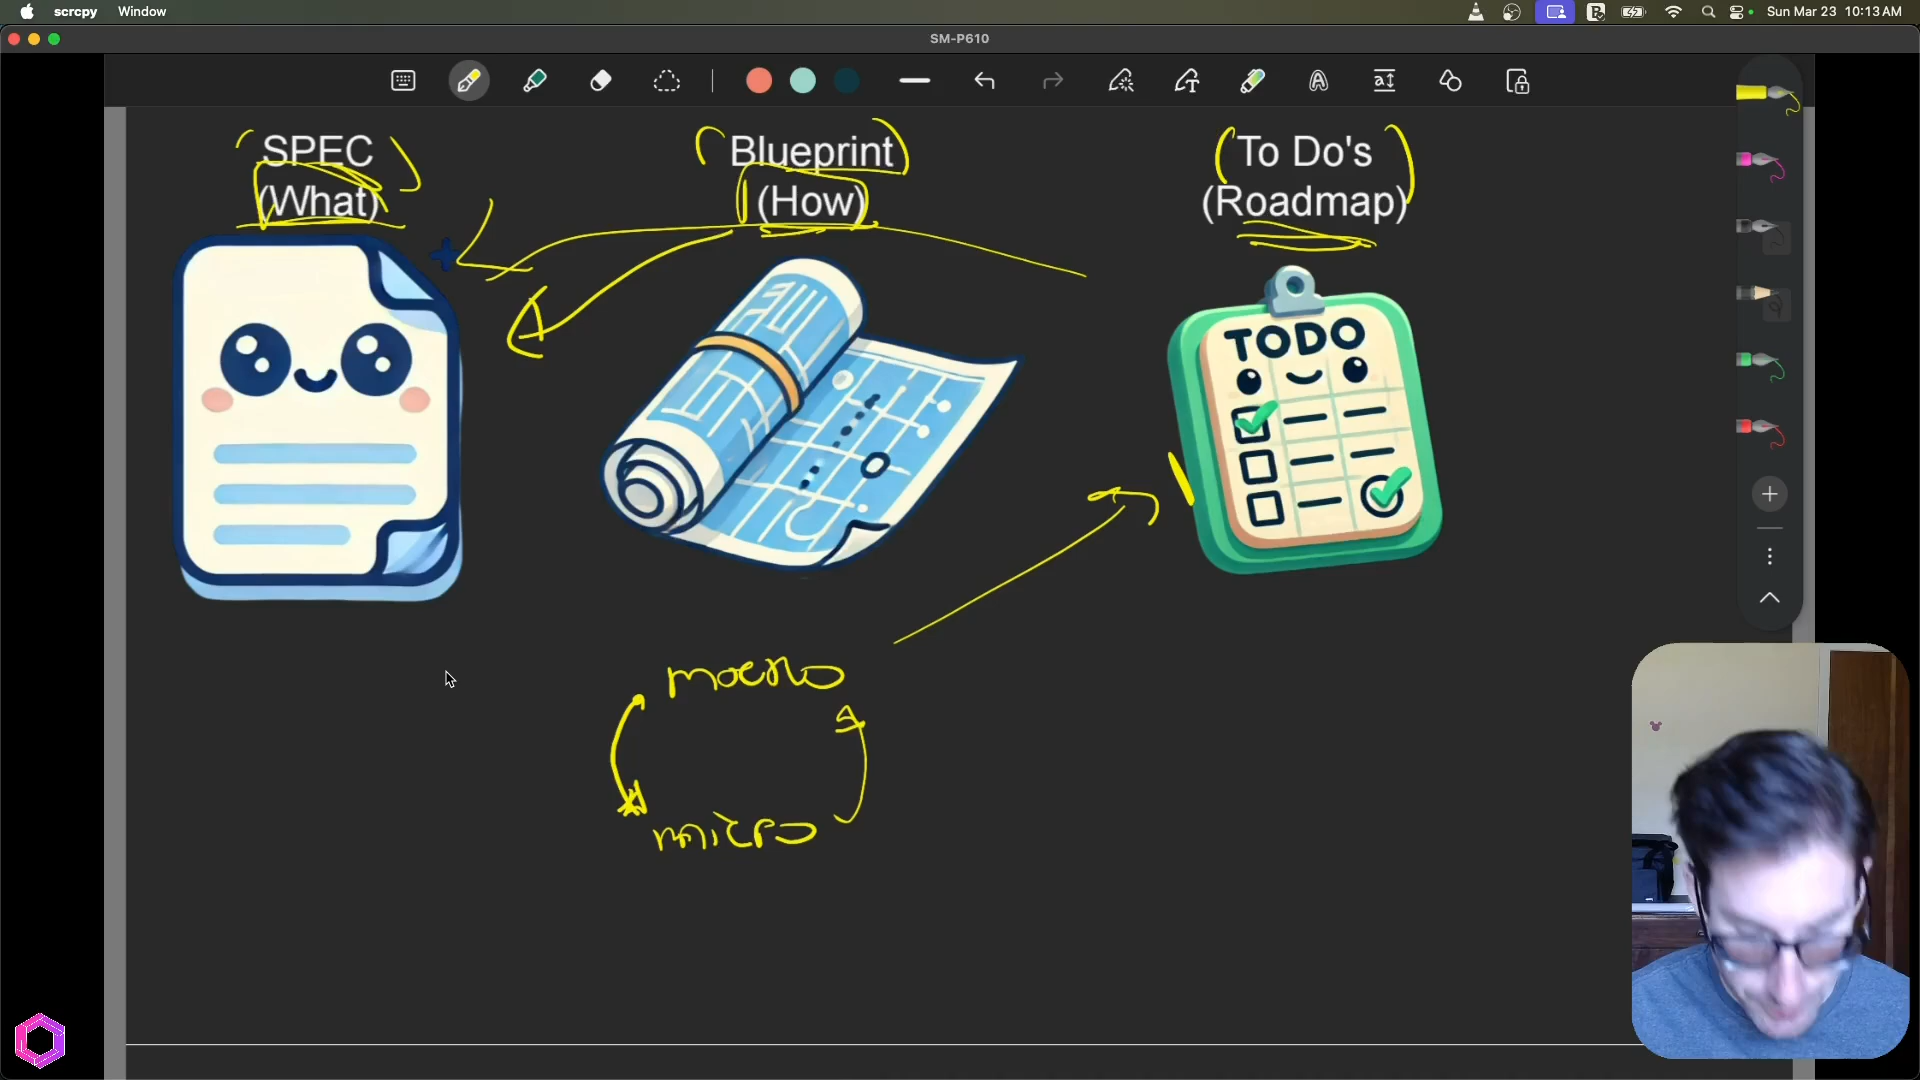 scrcpy Window
Sun Mar 23 10:13 AM
SM-P610
SPEC
(What)
Blueprint
(How)
To Do's
(Roadmap)
TODO
macro
micro